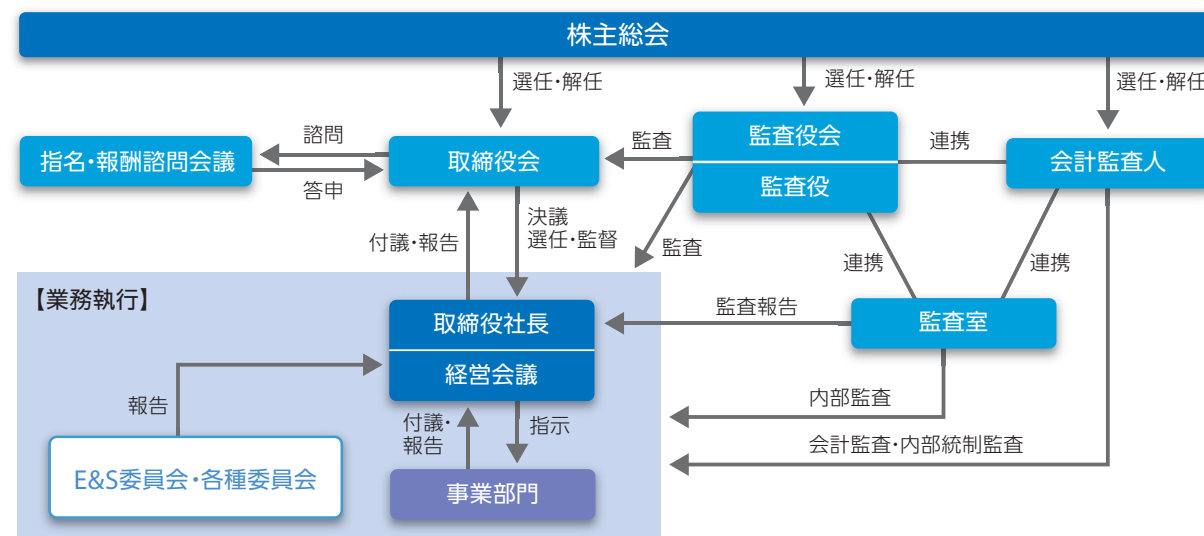 株主総会
選任・解任
選任・解任
選任・解任
指名・報酬諮問会議
諮問
答申
取締役会
監査
監査役会
監査役
連携
会計監査人
付議・報告
決議
選任・監督
監査
連携
連携
【業務執行】
取締役社長
経営会議
監査報告
監査室
報告
付議・
報告
指示
内部監査
会計監査・内部統制監査
E&S委員会・各種委員会
事業部門